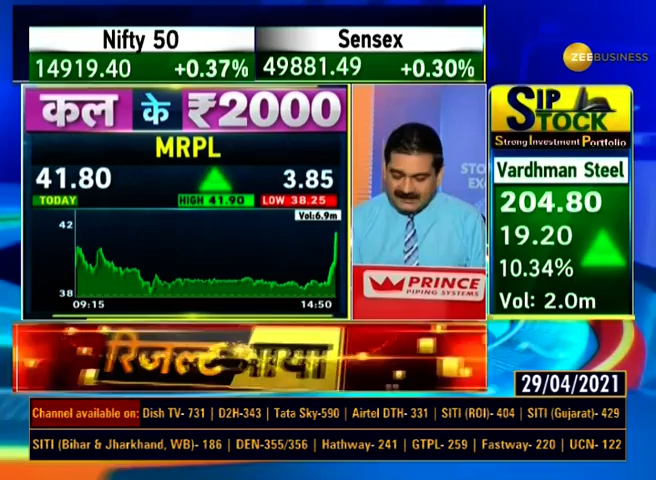 Nifty 50
Sensex
14919.40 +0.37%
49881.49 +0.30%
ZEE BUSINESS
कल के ₹2000
MRPL
41.80 3.85
TODAY HIGH 41.90 LOW 38.25
Vol:6.9m
42
38
09:15 14:50
STO
EX
PRINCE
PIPING SYSTEMS
SIP
STOCK
Strong Investment Portfolio
Vardhman Steel
204.80
19.20
10.34%
Vol: 2.0m
रिजल्ट आया
29/04/2021
Channel available on: Dish TV- 731 | D2H-343 | Tata Sky-590 | Airtel DTH- 331 | SITI (ROI)- 404 | SITI (Gujarat)- 429
SITI (Bihar & Jharkhand, WB)- 186 | DEN-355/356 | Hathway- 241 | GTPL- 259 | Fastway- 220 | UCN- 122